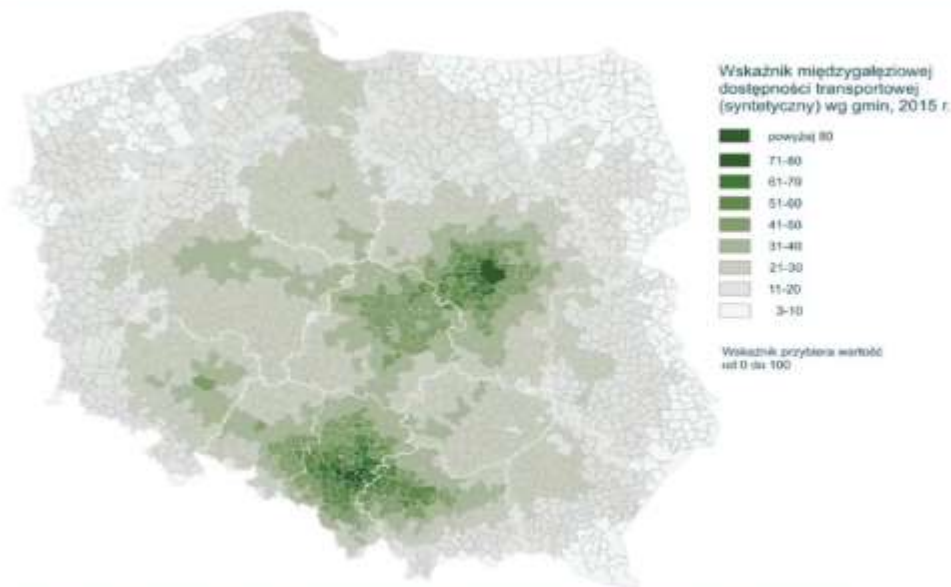 Wskaźnik międzygałęziowej
dostępności transportowej
(syntetyczny) wg gmin, 2015 r.
powyżej 80
71-80
61-70
51-60
41-50
31-40
21-30
11-20
3-10
Wskaźnik przybiera wartość
od 0 do 100